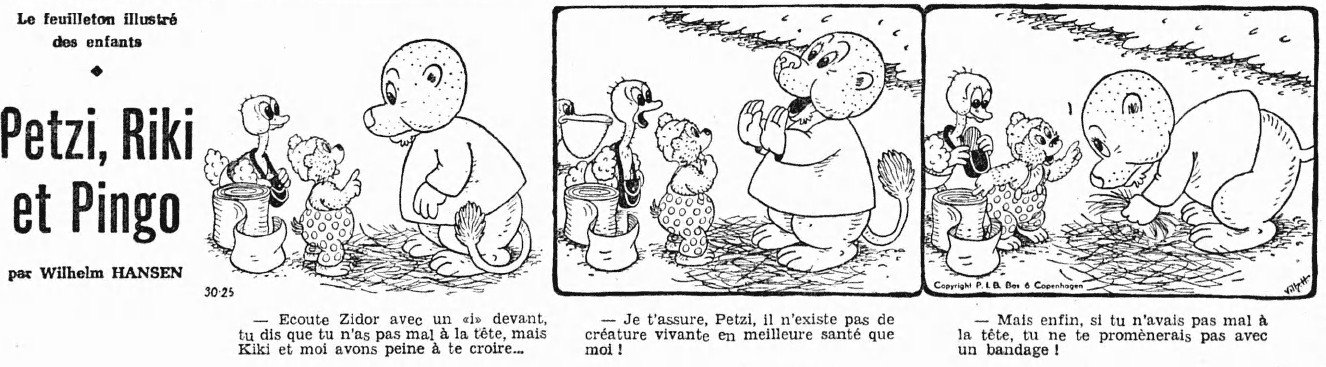 Le feuilleton illustré
des enfants
Petzi, Riki
et Pingo
par Wilhelm HANSEN
30-25
— Ecoute Zidor avec un «i» devant,
tu dis que tu n'as pas mal à la tête, mais
Kiki et moi avons peine à te croire...
— Je t'assure, Petzi, il n'existe pas de
créature vivante en meilleure santé que
moi !
Copyright P. I. B. Box 6 Copenhagen
— Mais enfin, si tu n'avais pas mal à
la tête, tu ne te promènerais pas avec
un bandage !